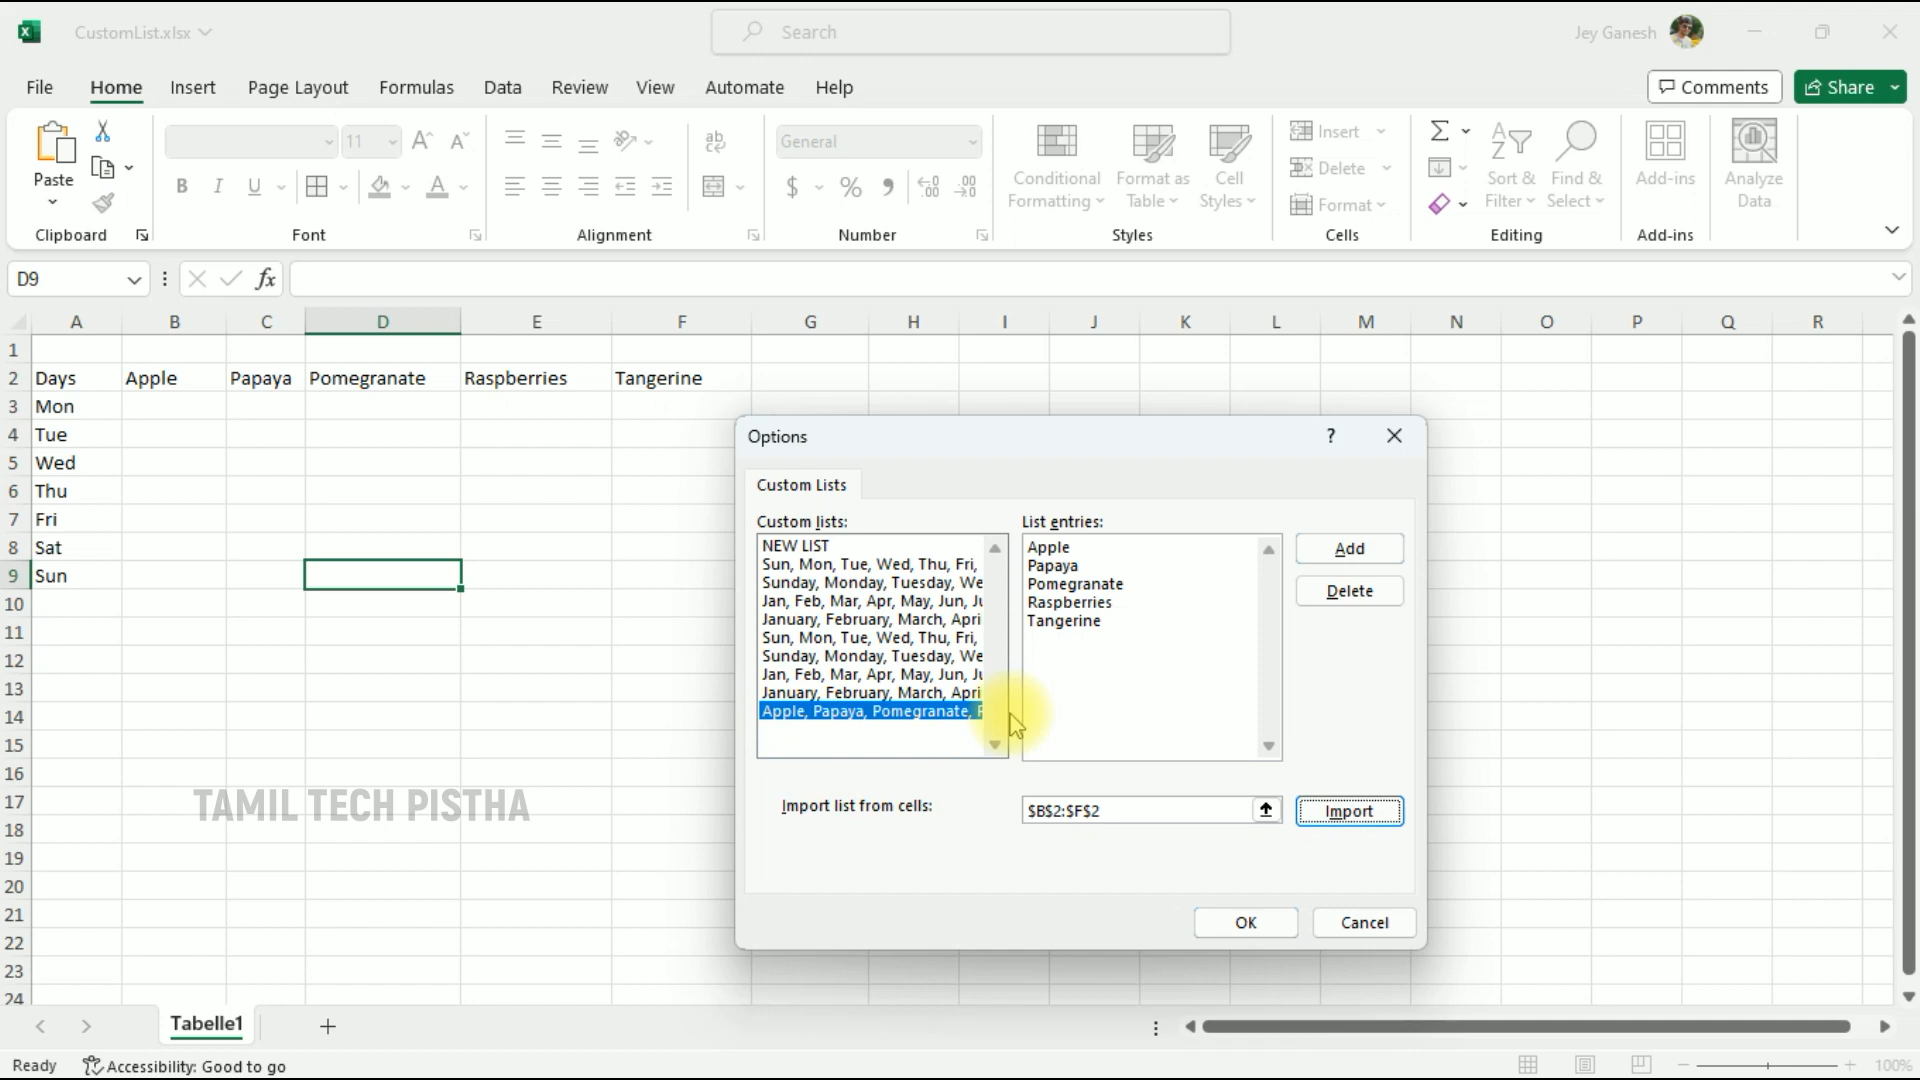 CustomList.xlsx
Search
Jey Ganesh
File Home Insert Page Layout Formulas Data Review View Automate Help
Comments Share
Paste
11
General
Conditional Formatting
Format as Table
Cell Styles
Insert
Delete
Format
Sort & Filter
Find & Select
Add-ins
Analyze Data
Clipboard Font Alignment Number Styles Cells Editing Add-ins
D9
fx
A B C D E F G H I J K L M N O P Q R
1
2 Days Apple Papaya Pomegranate Raspberries Tangerine
3 Mon
4 Tue
5 Wed
6 Thu
7 Fri
8 Sat
9 Sun
10
11
12
13
14
15
16
17
18
19
20
21
22
23
24
TAMIL TECH PISTHA
Options ?
Custom Lists
Custom lists:
NEW LIST
Sun, Mon, Tue, Wed, Thu, Fri,
Sunday, Monday, Tuesday, We
Jan, Feb, Mar, Apr, May, Jun, Ju
January, February, March, Apri
Sun, Mon, Tue, Wed, Thu, Fri,
Sunday, Monday, Tuesday, We
Jan, Feb, Mar, Apr, May, Jun, Ju
January, February, March, Apri
Apple, Papaya, Pomegranate,
List entries:
Apple
Papaya
Pomegranate
Raspberries
Tangerine
Add
Delete
Import list from cells: $B$2:$F$2 Import
OK Cancel
Tabelle1
Ready Accessibility: Good to go 100%